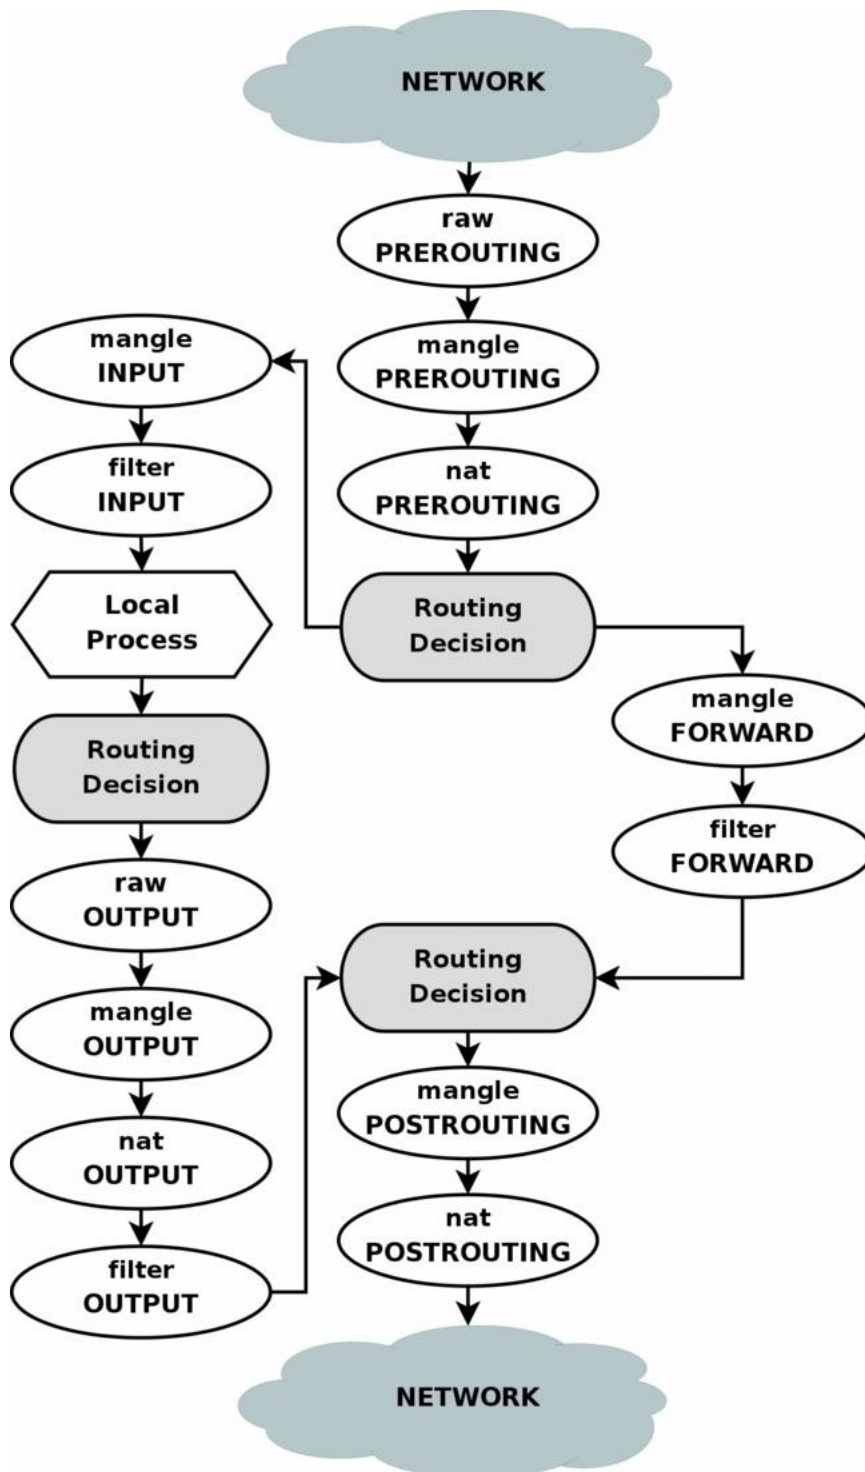 NETWORK
raw
PREROUTING
mangle
PREROUTING
nat
PREROUTING
Routing
Decision
mangle
INPUT
filter
INPUT
Local
Process
Routing
Decision
raw
OUTPUT
mangle
OUTPUT
nat
OUTPUT
filter
OUTPUT
mangle
FORWARD
filter
FORWARD
Routing
Decision
mangle
POSTROUTING
nat
POSTROUTING
NETWORK